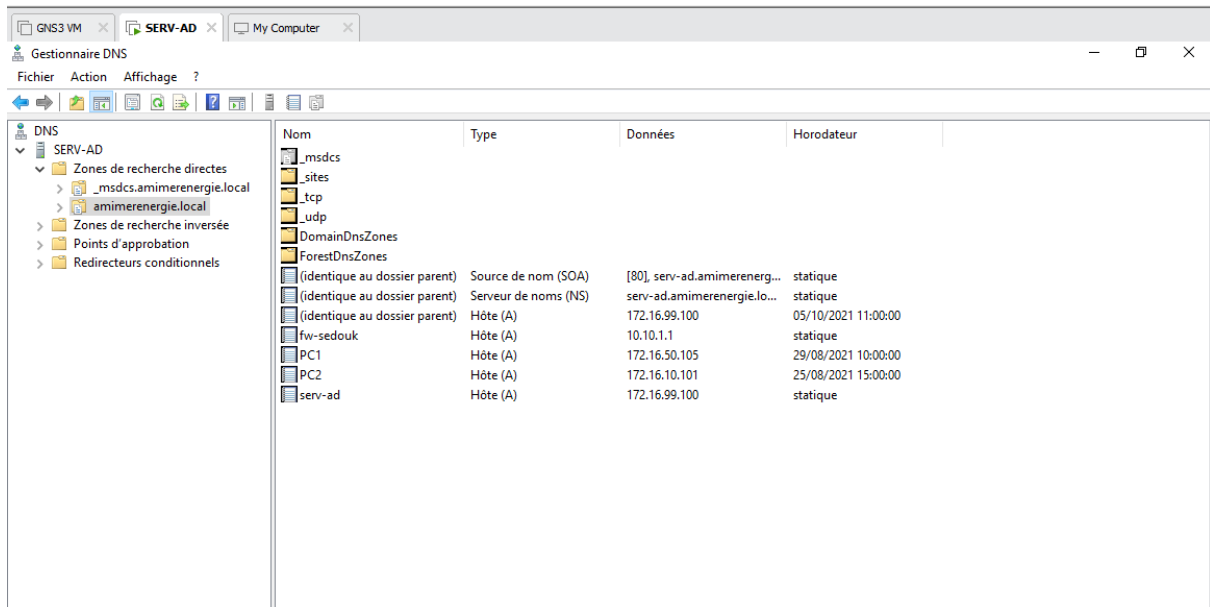 GNS3 VM SERV-AD My Computer
Gestionnaire DNS
Fichier Action Affichage ?
DNS
SERV-AD
Zones de recherche directes
_msdcs.amimerenergie.local
amimerenergie.local
Zones de recherche inversée
Points d'approbation
Redirecteurs conditionnels
Nom Type Données Horodateur
_msdcs
_sites
_tcp
_udp
DomainDnsZones
ForestDnsZones
(identique au dossier parent) Source de nom (SOA) [80], serv-ad.amimerenerg... statique
(identique au dossier parent) Serveur de noms (NS) serv-ad.amimerenergie.lo... statique
(identique au dossier parent) Hôte (A) 172.16.99.100 05/10/2021 11:00:00
fw-sedouk Hôte (A) 10.10.1.1 statique
PC1 Hôte (A) 172.16.50.105 29/08/2021 10:00:00
PC2 Hôte (A) 172.16.10.101 25/08/2021 15:00:00
serv-ad Hôte (A) 172.16.99.100 statique